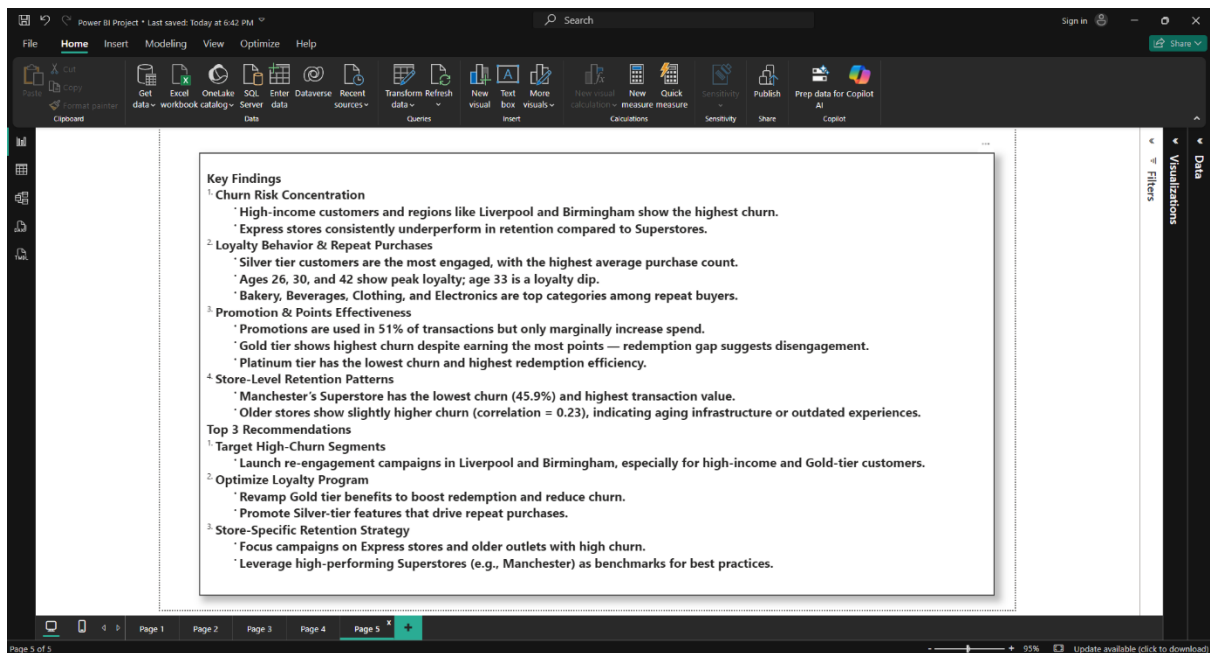 Power BI Project • Last saved: Today at 6:42 PM
Search
Sign in
File Home Insert Modeling View Optimize Help
Share
Paste
Cut
Copy
Format painter
Clipboard
Get data
Excel workbook
OneLake catalog
SQL Server
Enter data
Dataverse
Recent sources
Data
Transform data
Refresh
Queries
New visual
Text box
More visuals
Insert
New visual calculation
New measure
Quick measure
Calculations
Sensitivity
Sensitivity
Publish
Share
Prep data for AI
Copilot
Copilot
Key Findings
1. Churn Risk Concentration
• High-income customers and regions like Liverpool and Birmingham show the highest churn.
• Express stores consistently underperform in retention compared to Superstores.
2. Loyalty Behavior & Repeat Purchases
• Silver tier customers are the most engaged, with the highest average purchase count.
• Ages 26, 30, and 42 show peak loyalty; age 33 is a loyalty dip.
• Bakery, Beverages, Clothing, and Electronics are top categories among repeat buyers.
3. Promotion & Points Effectiveness
• Promotions are used in 51% of transactions but only marginally increase spend.
• Gold tier shows highest churn despite earning the most points — redemption gap suggests disengagement.
• Platinum tier has the lowest churn and highest redemption efficiency.
4. Store-Level Retention Patterns
• Manchester's Superstore has the lowest churn (45.9%) and highest transaction value.
• Older stores show slightly higher churn (correlation = 0.23), indicating aging infrastructure or outdated experiences.
Top 3 Recommendations
1. Target High-Churn Segments
• Launch re-engagement campaigns in Liverpool and Birmingham, especially for high-income and Gold-tier customers.
2. Optimize Loyalty Program
• Revamp Gold tier benefits to boost redemption and reduce churn.
• Promote Silver-tier features that drive repeat purchases.
3. Store-Specific Retention Strategy
• Focus campaigns on Express stores and older outlets with high churn.
• Leverage high-performing Superstores (e.g., Manchester) as benchmarks for best practices.
Filters
Visualizations
Data
Page 1
Page 2
Page 3
Page 4
Page 5
Page 5 of 5
95%
Update available (click to download)